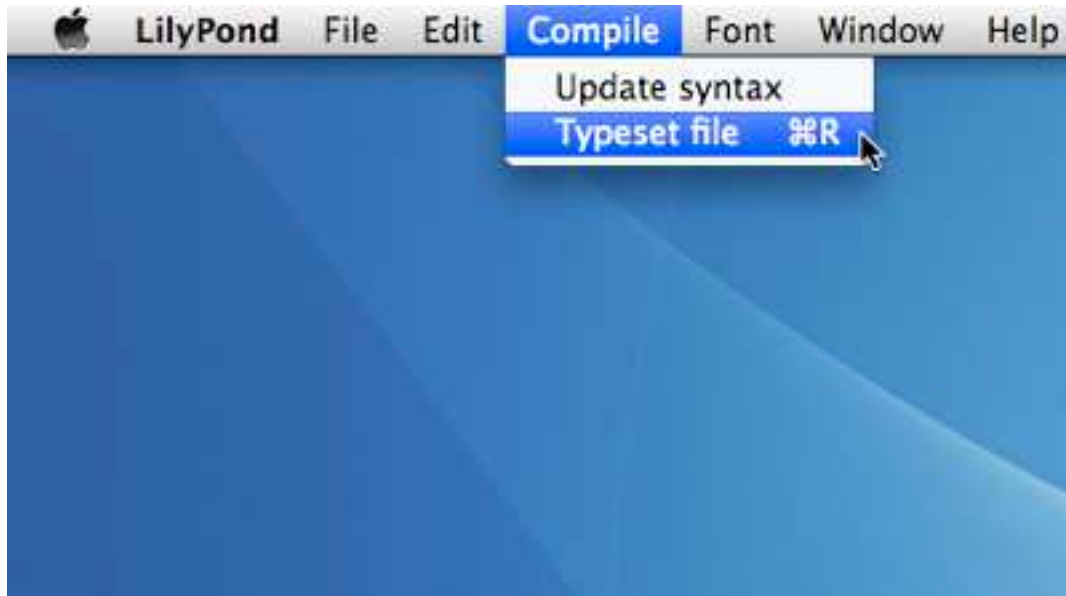 LilyPond File Edit Compile Font Window Help
Update syntax
Typeset file ⌘R